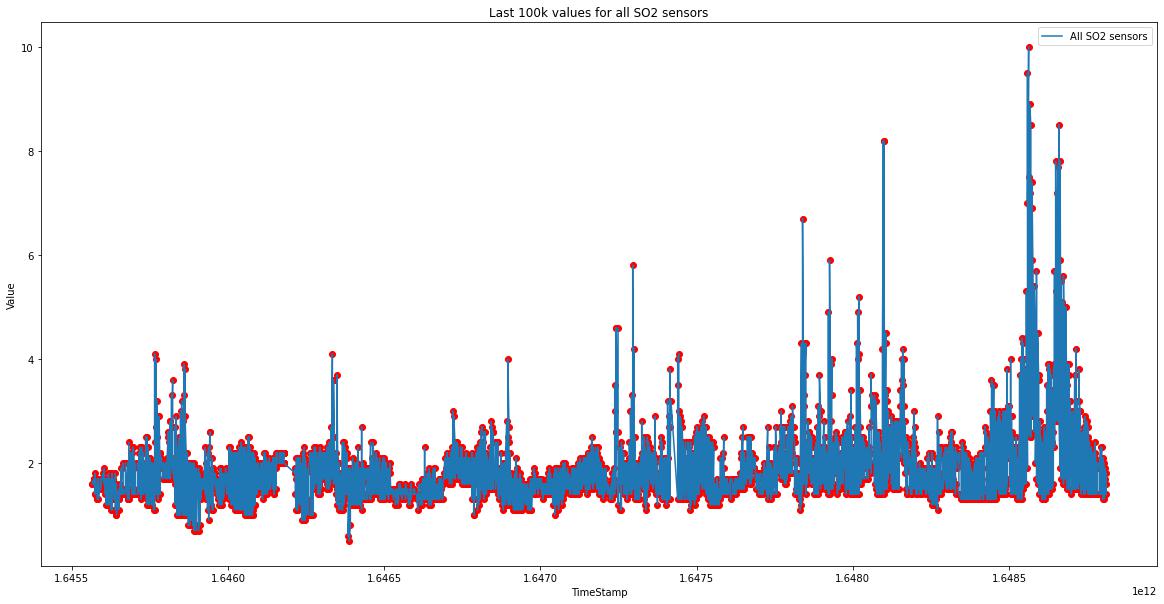 Last 100k values for all SO2 sensors
All SO2 sensors
10
8
6
4
2
Value
1.6455 1.6460 1.6465 1.6470 1.6475 1.6480 1.6485
1e12
TimeStamp